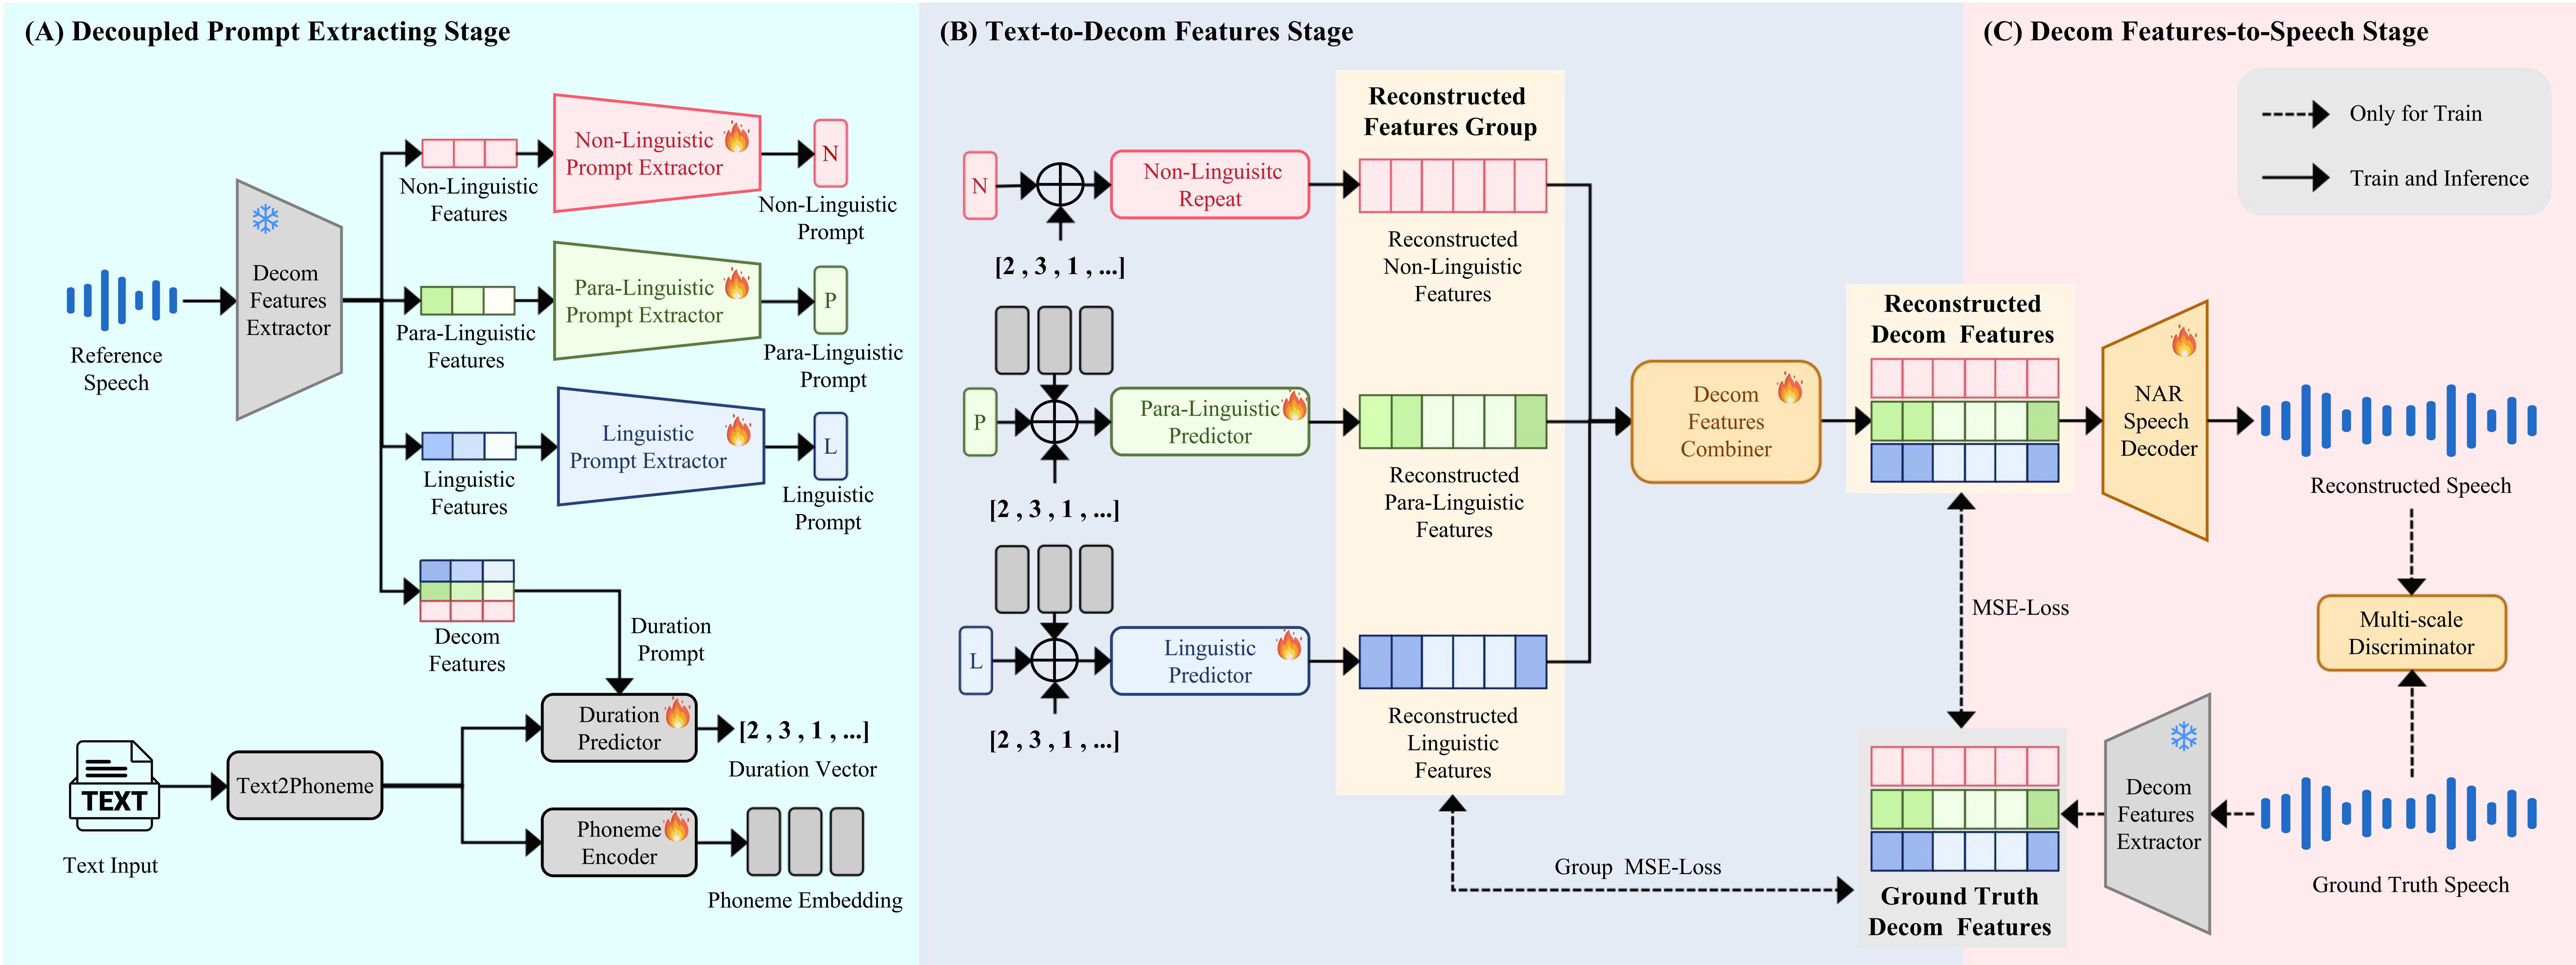 (A) Decoupled Prompt Extracting Stage
Reference
Speech
Decom
Features
Extractor
Non-Linguistic
Features
Non-Linguistic
Prompt Extractor
N
Non-Linguistic
Prompt
Para-Linguistic
Features
Para-Linguistic
Prompt Extractor
P
Para-Linguistic
Prompt
Linguistic
Features
Linguistic
Prompt Extractor
L
Linguistic
Prompt
Decom
Features
Duration
Prompt
TEXT
Text Input
Text2Phoneme
Duration
Predictor
[2 , 3 , 1 , ...]
Duration Vector
Phoneme
Encoder
Phoneme Embedding
(B) Text-to-Decom Features Stage
N
[2 , 3 , 1 , ...]
Non-Linguisitc
Repeat
P
[2 , 3 , 1 , ...]
Para-Linguistic
Predictor
L
[2 , 3 , 1 , ...]
Linguistic
Predictor
Reconstructed
Features Group
Reconstructed
Non-Linguistic
Features
Reconstructed
Para-Linguistic
Features
Reconstructed
Linguistic
Features
Decom
Features
Combiner
Reconstructed
Decom Features
MSE-Loss
Group MSE-Loss
Ground Truth
Decom Features
(C) Decom Features-to-Speech Stage
Only for Train
Train and Inference
NAR
Speech
Decoder
Reconstructed Speech
Multi-scale
Discriminator
Decom
Features
Extractor
Ground Truth Speech